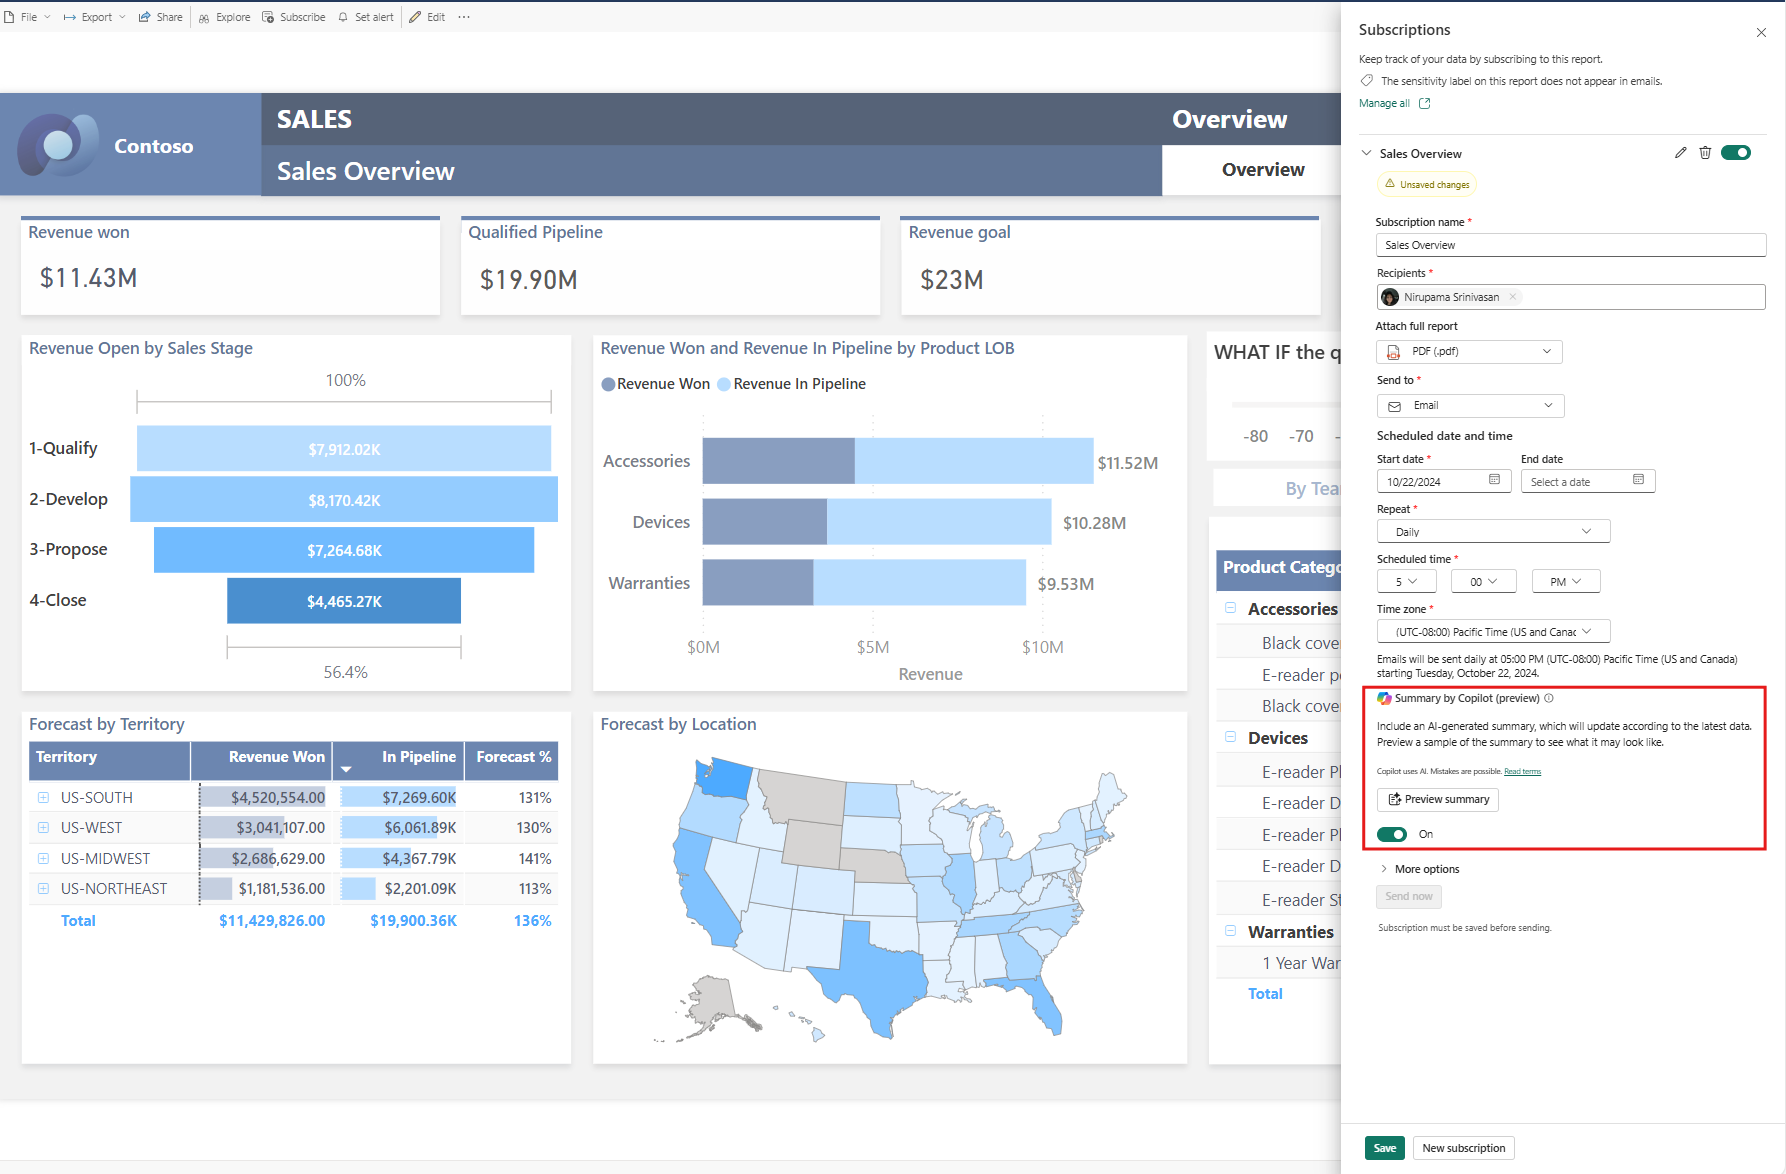 File
Export
Share
Explore
Subscribe
Set alert
Edit
Contoso
SALES
Overview
Sales Overview
Overview
Revenue won
$11.43M
Qualified Pipeline
$19.90M
Revenue goal
$23M
Revenue Open by Sales Stage
100%
1-Qualify
$7,912.02K
2-Develop
$8,170.42K
3-Propose
$7,264.68K
4-Close
$4,465.27K
56.4%
Revenue Won and Revenue In Pipeline by Product LOB
Revenue Won
Revenue In Pipeline
Accessories
$11.52M
Devices
$10.28M
Warranties
$9.53M
$0M
$5M
$10M
Revenue
WHAT IF the q
-80
-70
-
By Tea
Forecast by Territory
Territory
Revenue Won
In Pipeline
Forecast %
US-SOUTH
$4,520,554.00
$7,269.60K
131%
US-WEST
$3,041,107.00
$6,061.89K
130%
US-MIDWEST
$2,686,629.00
$4,367.79K
141%
US-NORTHEAST
$1,181,536.00
$2,201.09K
113%
Total
$11,429,826.00
$19,900.36K
136%
Forecast by Location
Product Catego
Accessories
Black cove
E-reader p
Black cove
Devices
E-reader Pl
E-reader D
E-reader Pl
E-reader D
E-reader St
Warranties
1 Year War
Total
Subscriptions
Keep track of your data by subscribing to this report.
The sensitivity label on this report does not appear in emails.
Manage all
Sales Overview
Unsaved changes
Subscription name *
Sales Overview
Recipients *
Nirupama Srinivasan
Attach full report
PDF (.pdf)
Send to *
Email
Scheduled date and time
Start date *
End date
10/22/2024
Select a date
Repeat *
Daily
Scheduled time *
5
00
PM
Time zone *
(UTC-08:00) Pacific Time (US and Canac
Emails will be sent daily at 05:00 PM (UTC-08:00) Pacific Time (US and Canada)
starting Tuesday, October 22, 2024.
Summary by Copilot (preview)
Include an AI-generated summary, which will update according to the latest data.
Preview a sample of the summary to see what it may look like.
Copilot uses AI. Mistakes are possible. Read terms
Preview summary
On
More options
Send now
Subscription must be saved before sending.
Save
New subscription